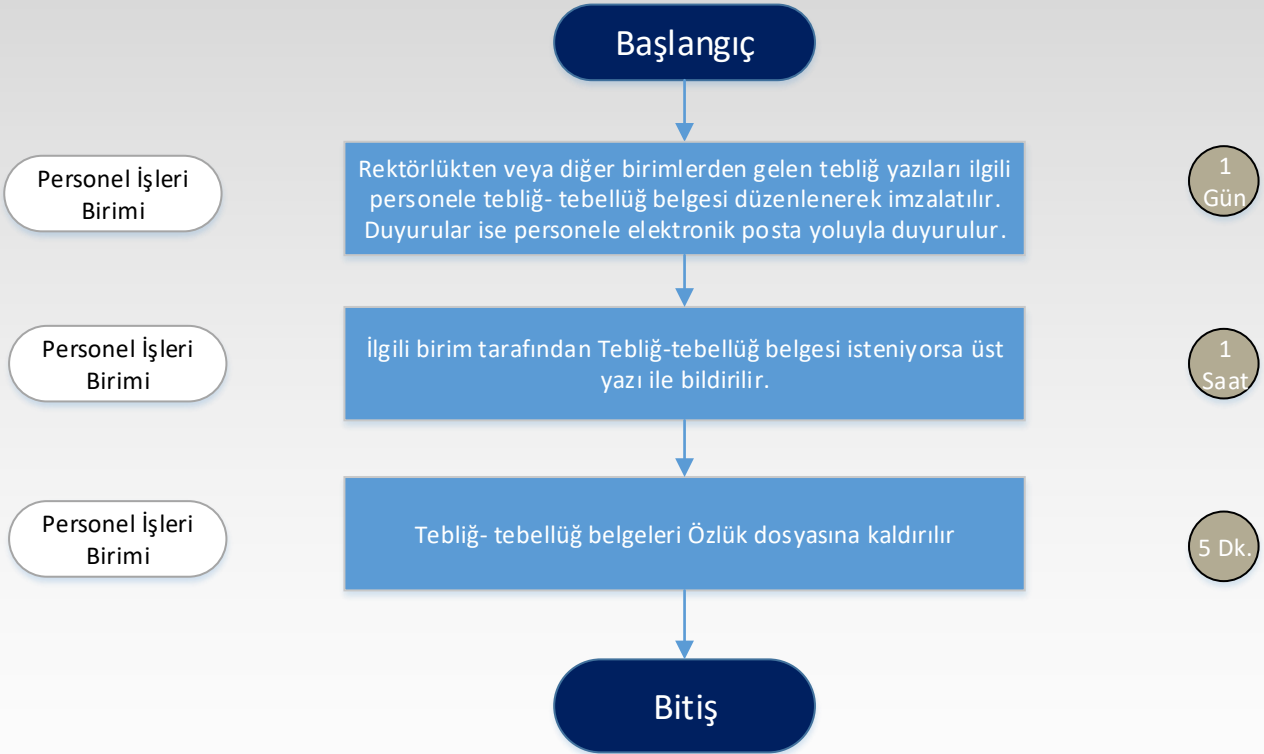 Başlangıç
Personel İşleri
Birimi
Rektörlükten veya diğer birimlerden gelen tebliğ yazıları ilgili
personele tebliğ- tebellüğ belgesi düzenlenerek imzalatılır.
Duyurular ise personele elektronik posta yoluyla duyurulur.
1
Gün
Personel İşleri
Birimi
İlgili birim tarafından Tebliğ-tebellüğ belgesi isteniyorsa üst
yazı ile bildirilir.
1
Saat
Personel İşleri
Birimi
Tebliğ- tebellüğ belgeleri Özlük dosyasına kaldırılır
5 Dk.
Bitiş